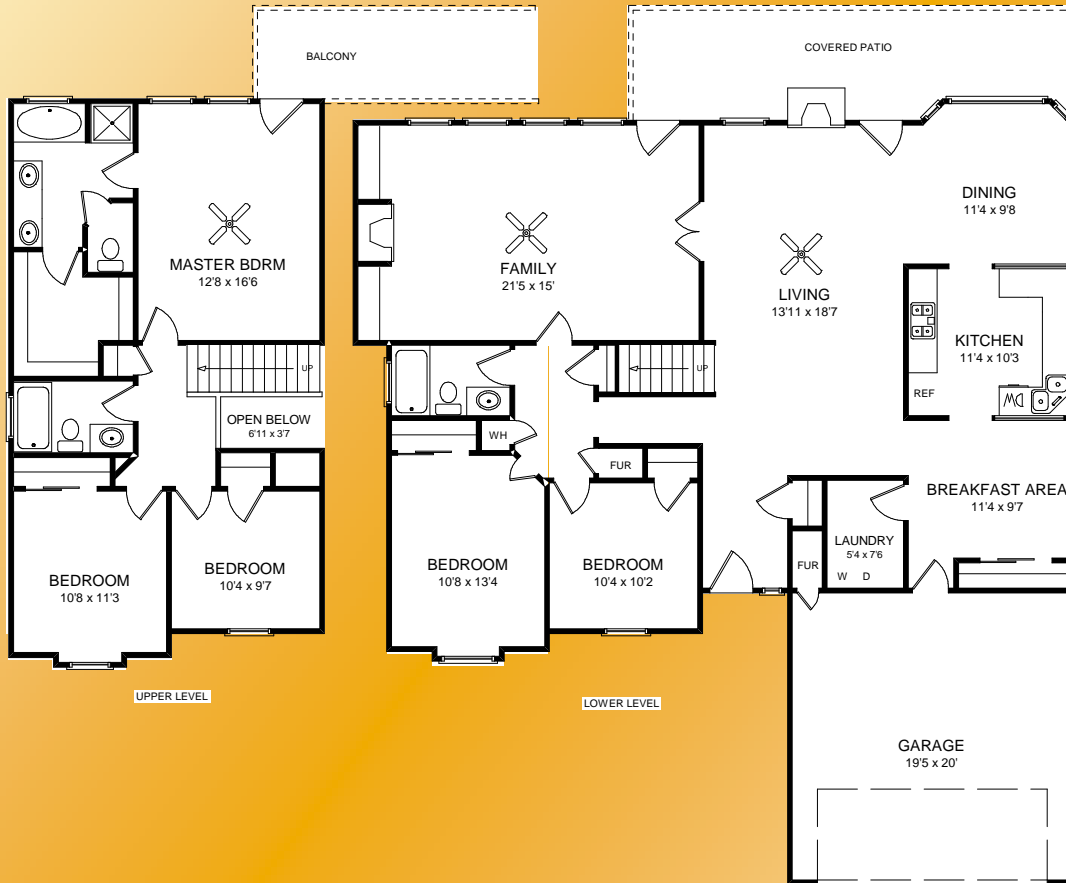 BALCONY
COVERED PATIO
MASTER BDRM
12'8 x 16'6
UP
OPEN BELOW
6'11 x 3'7
BEDROOM
10'8 x 11'3
BEDROOM
10'4 x 9'7
UPPER LEVEL
FAMILY
21'5 x 15'
LIVING
13'11 x 18'7
DINING
11'4 x 9'8
KITCHEN
11'4 x 10'3
REF
DW
UP
WH
FUR
BEDROOM
10'8 x 13'4
BEDROOM
10'4 x 10'2
BREAKFAST AREA
11'4 x 9'7
LAUNDRY
5'4 x 7'6
W D
FUR
LOWER LEVEL
GARAGE
19'5 x 20'